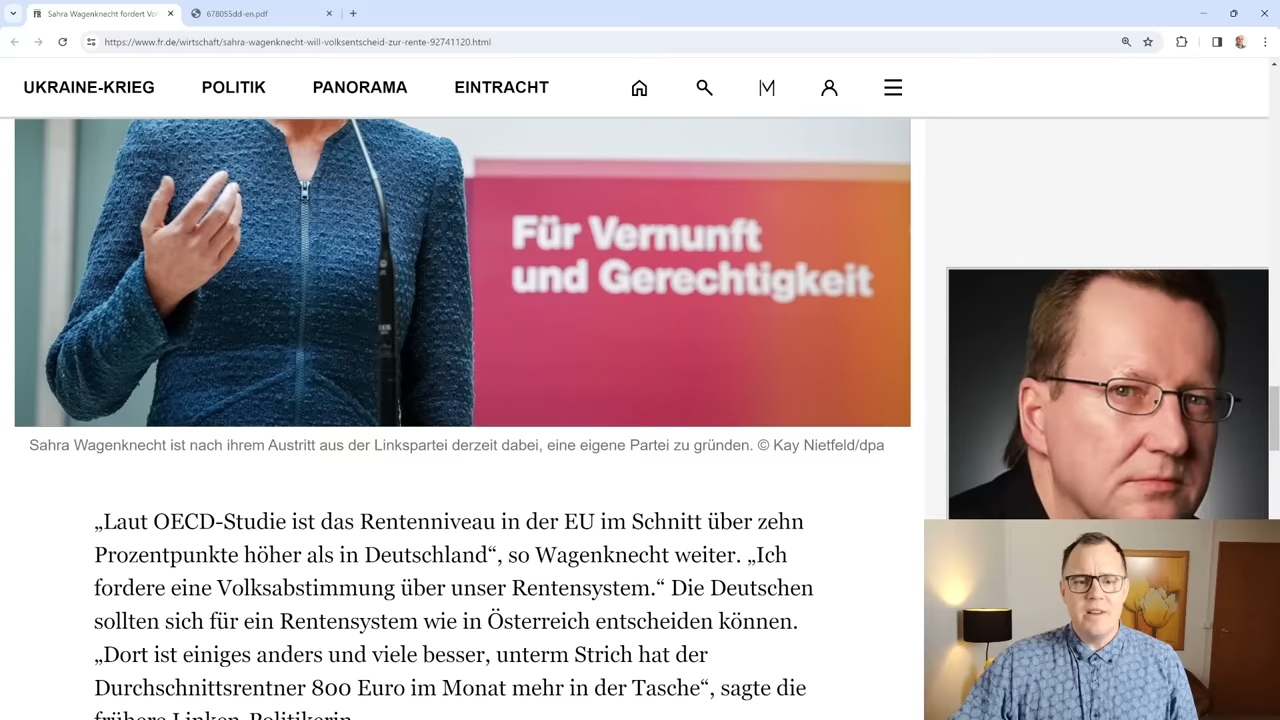 Sahra Wagenknecht fordert Vol
678055dd-en.pdf
https://www.fr.de/wirtschaft/sahra-wagenknecht-will-volksentscheid-zur-rente-92741120.html
UKRAINE-KRIEG POLITIK PANORAMA EINTRACHT
Für Vernunft
und Gerechtigkeit
Sahra Wagenknecht ist nach ihrem Austritt aus der Linkspartei derzeit dabei, eine eigene Partei zu gründen. © Kay Nietfeld/dpa
„Laut OECD-Studie ist das Rentenniveau in der EU im Schnitt über zehn
Prozentpunkte höher als in Deutschland“, so Wagenknecht weiter. „Ich
fordere eine Volksabstimmung über unser Rentensystem.“ Die Deutschen
sollten sich für ein Rentensystem wie in Österreich entscheiden können.
„Dort ist einiges anders und viele besser, unterm Strich hat der
Durchschnittsrentner 800 Euro im Monat mehr in der Tasche“, sagte die
frühere Linken-Politikerin